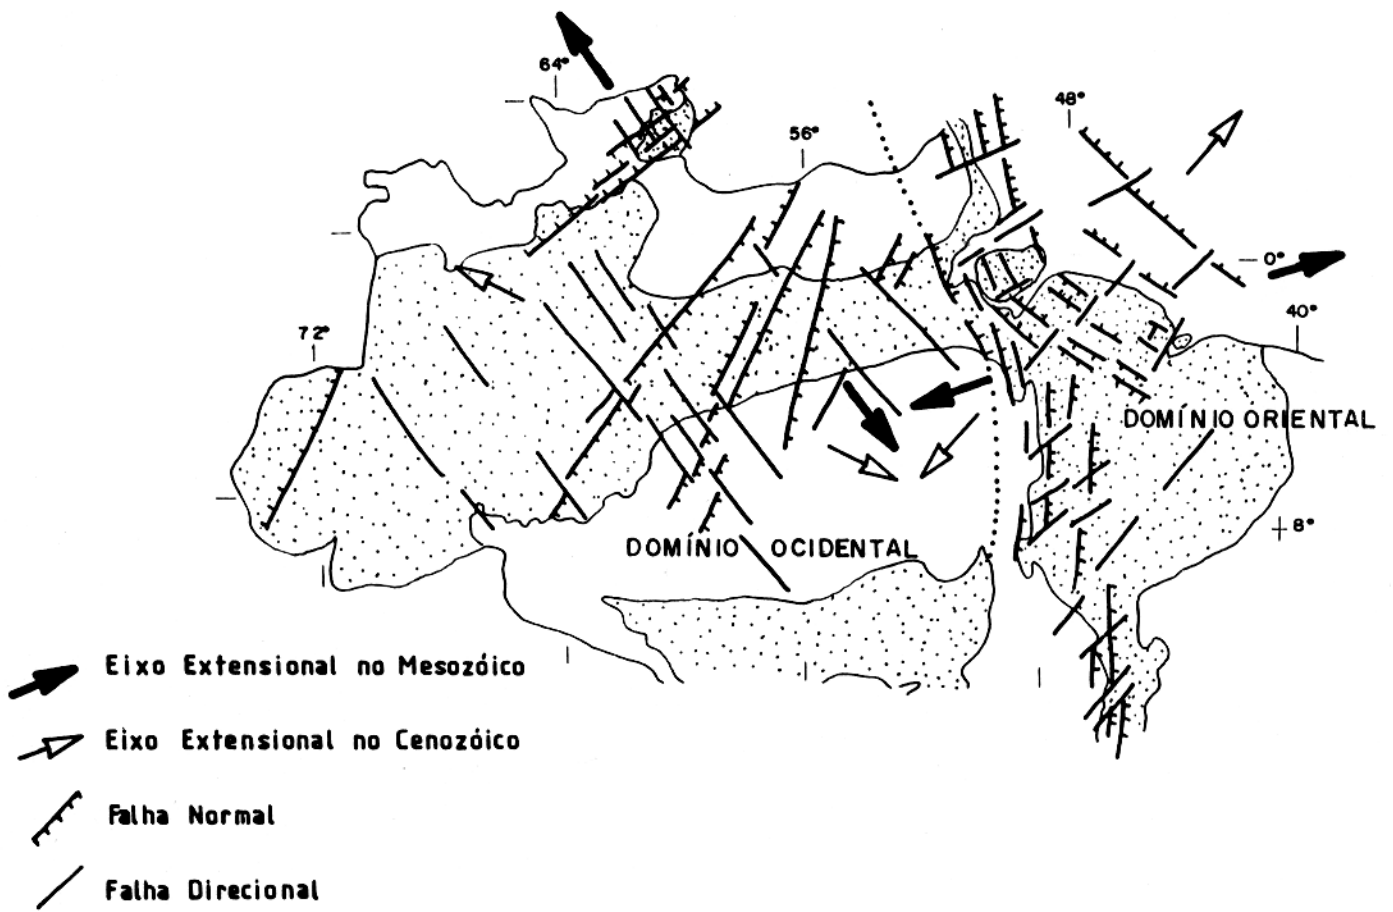 64°
48°
56°
0°
40°
72°
DOMÍNIO ORIENTAL
8°
DOMÍNIO OCIDENTAL
Eixo Extensional no Mesozóico
Eixo Extensional no Cenozóico
Falha Normal
Falha Direcional